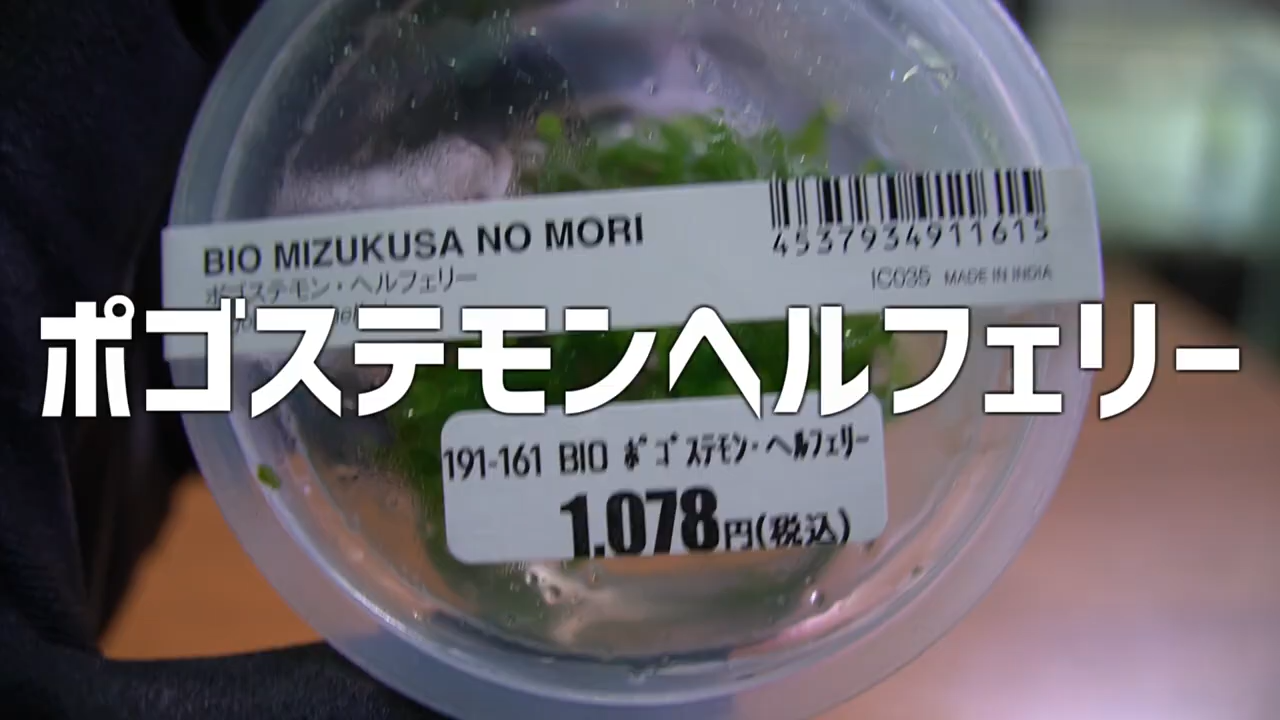 BIO MIZUKUSA NO MORI
4537934911615
ポゴステモン・ヘルフェリー
IC035 MADE IN INDIA
ポゴステモンヘルフェリー
191-161 BIO ポゴステモン・ヘルフェリー
1,078円(税込)